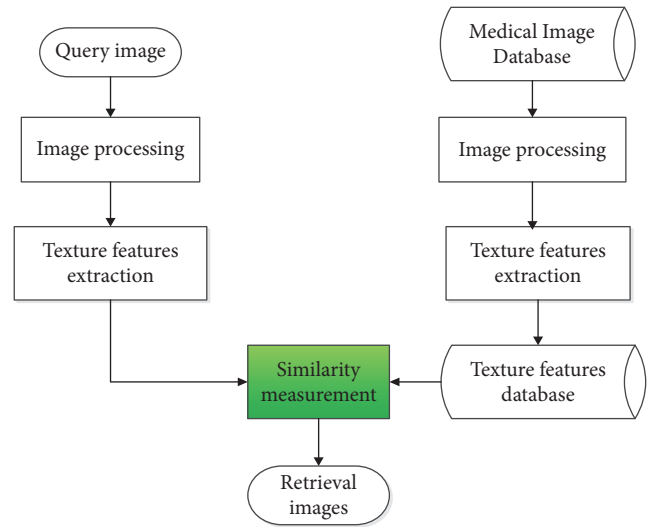 Query image
Image processing
Texture features
extraction
Medical Image
Database
Image processing
Texture features
extraction
Texture features
database
Similarity
measurement
Retrieval
images